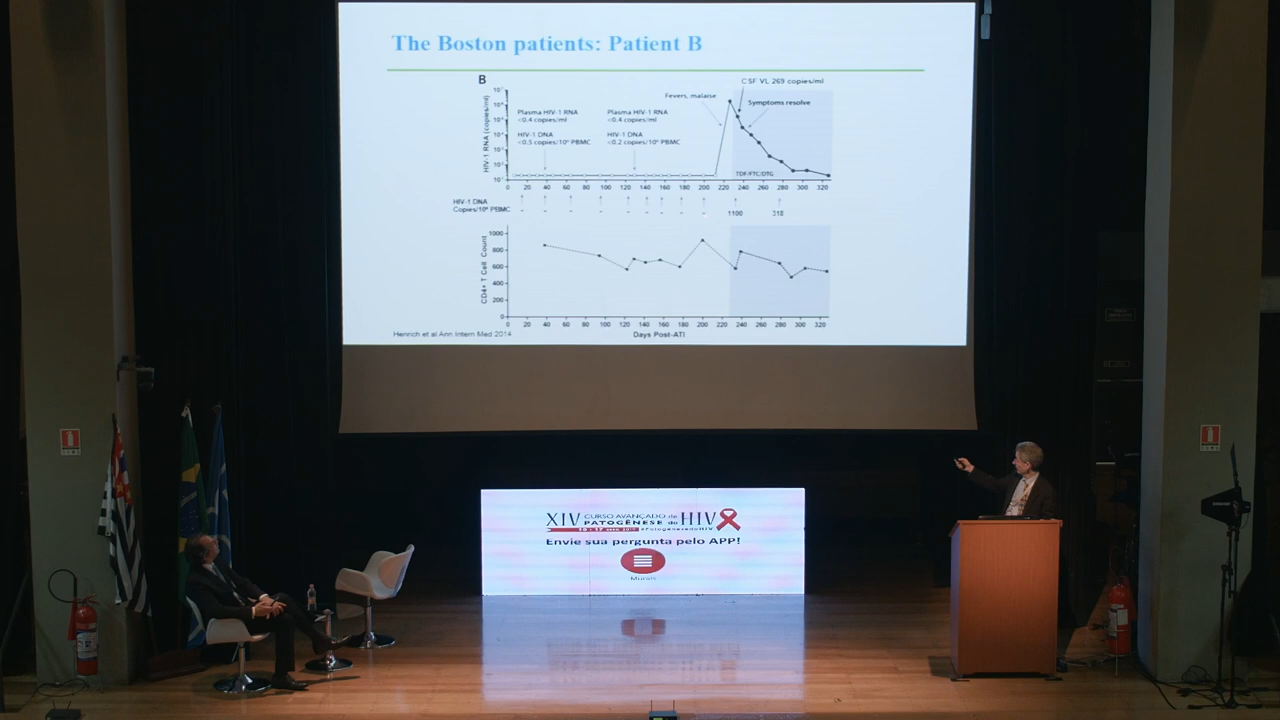 The Boston patients: Patient B
B
CSF VL 269 copies/ml
Fevers, malaise
Symptoms resolve
Plasma HIV-1 RNA
<0.4 copies/ml
HIV-1 DNA
<0.5 copies/10⁶ PBMC
Plasma HIV-1 RNA
<0.4 copies/ml
HIV-1 DNA
<0.2 copies/10⁶ PBMC
HIV-1 RNA (copies/ml)
TDF/FTC/DTG
0 20 40 60 80 100 120 140 160 180 200 220 240 260 280 300 320
HIV-1 DNA
Copies/10⁶ PBMC
1100 318
CD4+ T Cell Count
1000
800
600
400
200
0
0 20 40 60 80 100 120 140 160 180 200 220 240 260 280 300 320
Days Post-ATI
Henrich et al Ann Intern Med 2014
XIV CURSO AVANÇADO de PATOGÊNESE do HIV
#PatogêneseDoHIV
Envie sua pergunta pelo APP!
Murals